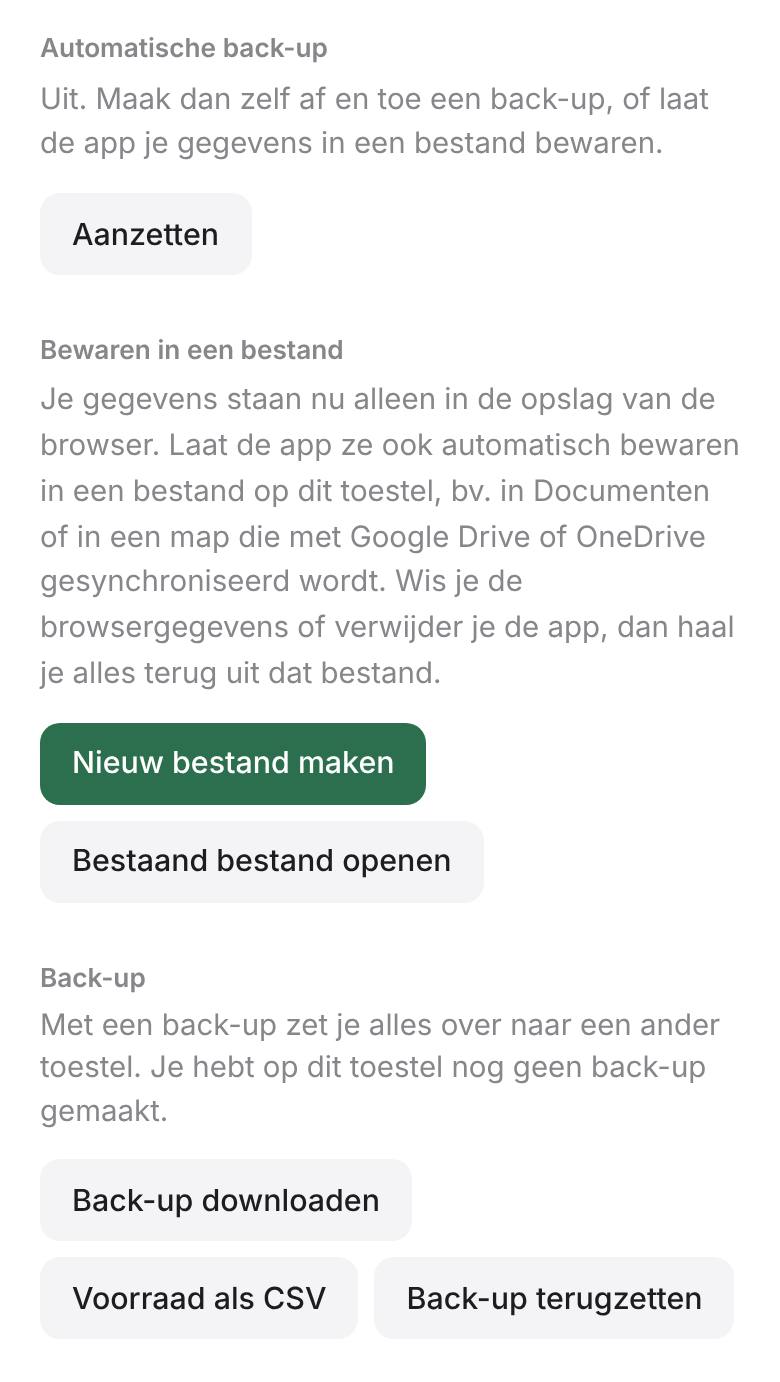 Automatische back-up
Uit. Maak dan zelf af en toe een back-up, of laat
de app je gegevens in een bestand bewaren.
Aanzetten
Bewaren in een bestand
Je gegevens staan nu alleen in de opslag van de
browser. Laat de app ze ook automatisch bewaren
in een bestand op dit toestel, bv. in Documenten
of in een map die met Google Drive of OneDrive
gesynchroniseerd wordt. Wis je de
browsergegevens of verwijder je de app, dan haal
je alles terug uit dat bestand.
Nieuw bestand maken
Bestaand bestand openen
Back-up
Met een back-up zet je alles over naar een ander
toestel. Je hebt op dit toestel nog geen back-up
gemaakt.
Back-up downloaden
Voorraad als CSV
Back-up terugzetten